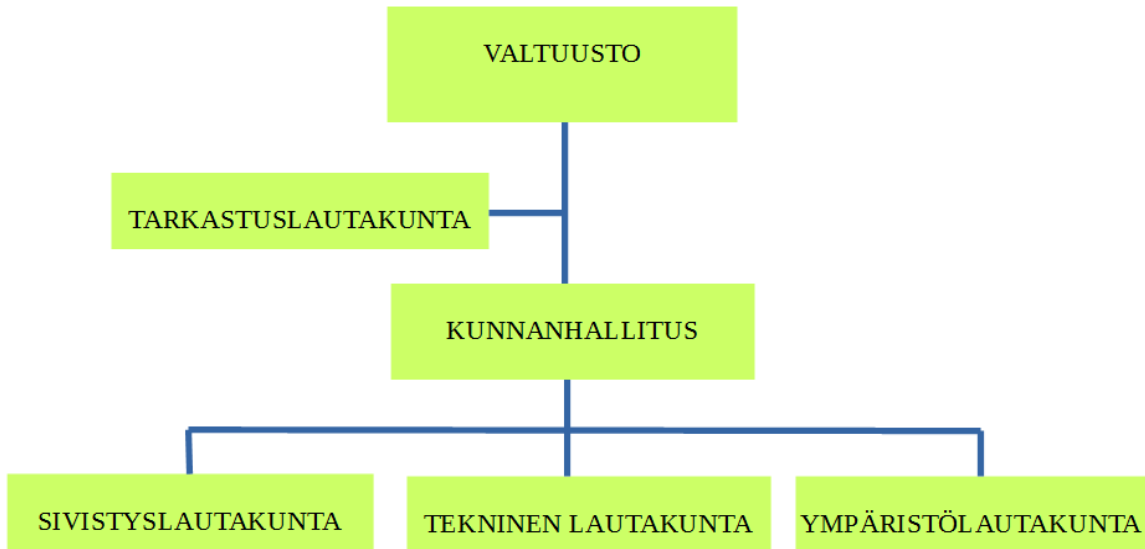 VALTUUSTO
TARKASTUSLAUTAKUNTA
KUNNANHALLITUS
SIVISTYSLAUTAKUNTA
TEKNINEN LAUTAKUNTA
YMPÄRISTÖLAUTAKUNTA